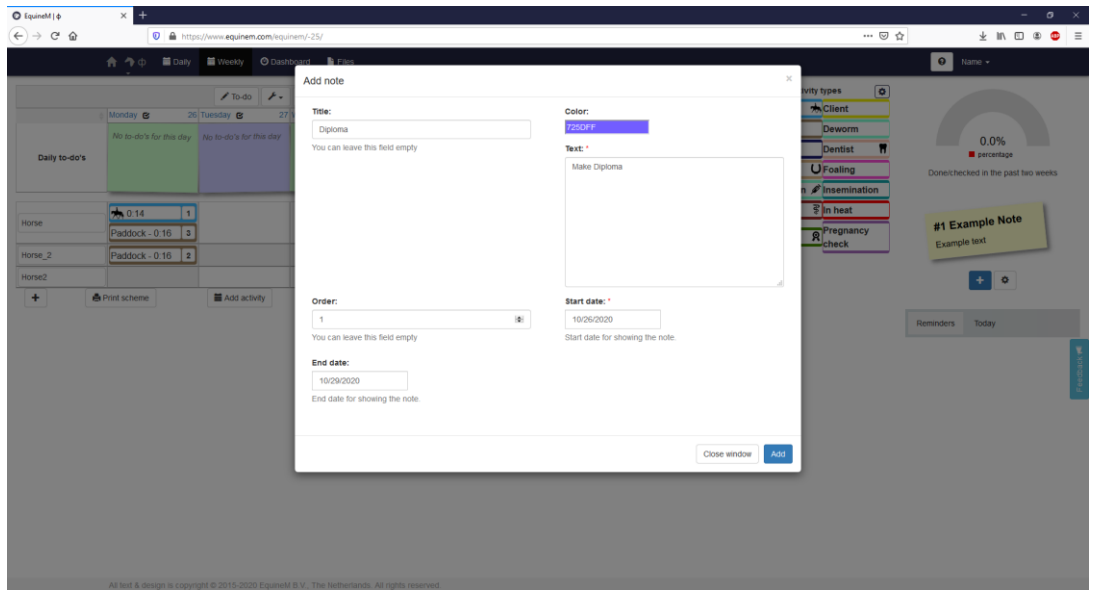 EquineM | ф
https://www.equinem.com/equinem/-25/
ф Daily Weekly Dashboard Files
Name
To-do
Monday 26 Tuesday 27
Daily to-do's
No to-do's for this day
No to-do's for this day
Horse
0:14 1
Paddock - 0:16 3
Horse_2
Paddock - 0:16 2
Horse2
Print scheme
Add activity
Add note
Title:
Diploma
You can leave this field empty
Color:
725DFF
Text: *
Make Diploma
Order:
1
You can leave this field empty
Start date: *
10/26/2020
Start date for showing the note.
End date:
10/29/2020
End date for showing the note.
Close window
Add
ivity types
Client
Deworm
Dentist
Foaling
n Insemination
In heat
Pregnancy
check
0.0%
percentage
Done/checked in the past two weeks
#1 Example Note
Example text
Reminders Today
Feedback
All text & design is copyright © 2015-2020 EquineM B.V., The Netherlands. All rights reserved.